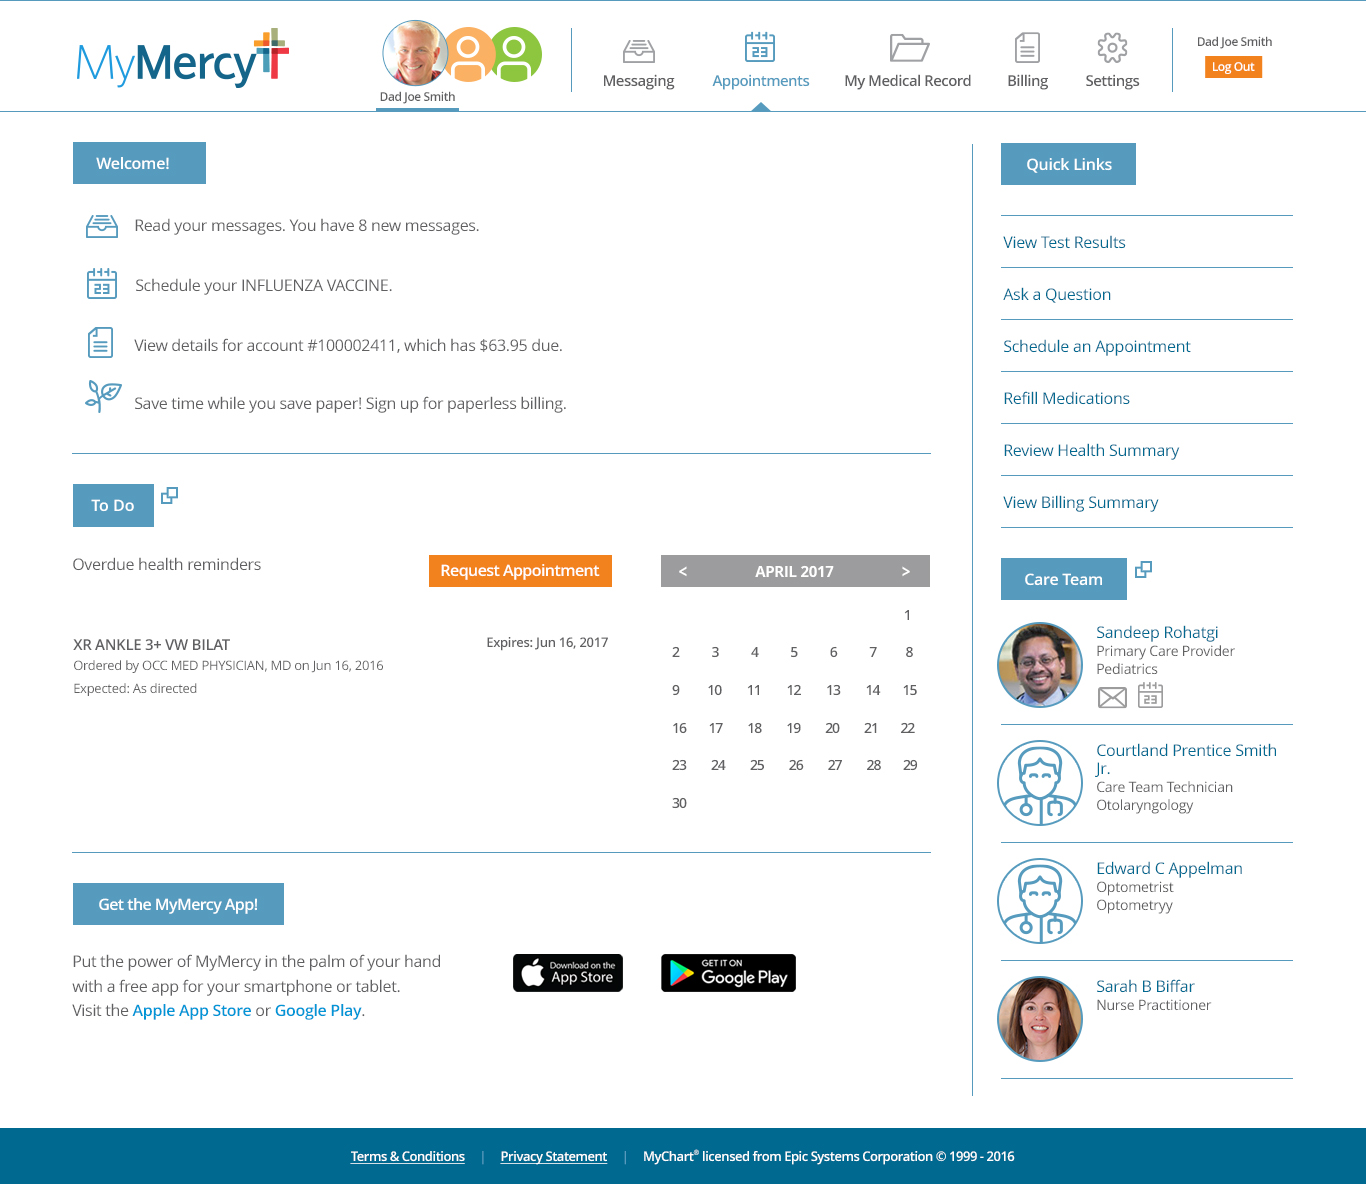 MyMercy
Dad Joe Smith
Messaging
23
Appointments
My Medical Record
Billing
Settings
Dad Joe Smith
Log Out
Welcome!
Read your messages. You have 8 new messages.
23
Schedule your INFLUENZA VACCINE.
View details for account #100002411, which has $63.95 due.
Save time while you save paper! Sign up for paperless billing.
To Do
Overdue health reminders
Request Appointment
XR ANKLE 3+ VW BILAT
Expires: Jun 16, 2017
Ordered by OCC MED PHYSICIAN, MD on Jun 16, 2016
Expected: As directed
< APRIL 2017 >
1
2 3 4 5 6 7 8
9 10 11 12 13 14 15
16 17 18 19 20 21 22
23 24 25 26 27 28 29
30
Get the MyMercy App!
Put the power of MyMercy in the palm of your hand
with a free app for your smartphone or tablet.
Visit the Apple App Store or Google Play.
Download on the
App Store
GET IT ON
Google Play
Quick Links
View Test Results
Ask a Question
Schedule an Appointment
Refill Medications
Review Health Summary
View Billing Summary
Care Team
Sandeep Rohatgi
Primary Care Provider
Pediatrics
23
Courtland Prentice Smith
Jr.
Care Team Technician
Otolaryngology
Edward C Appelman
Optometrist
Optometryy
Sarah B Biffar
Nurse Practitioner
Terms & Conditions | Privacy Statement | MyChart® licensed from Epic Systems Corporation © 1999 - 2016